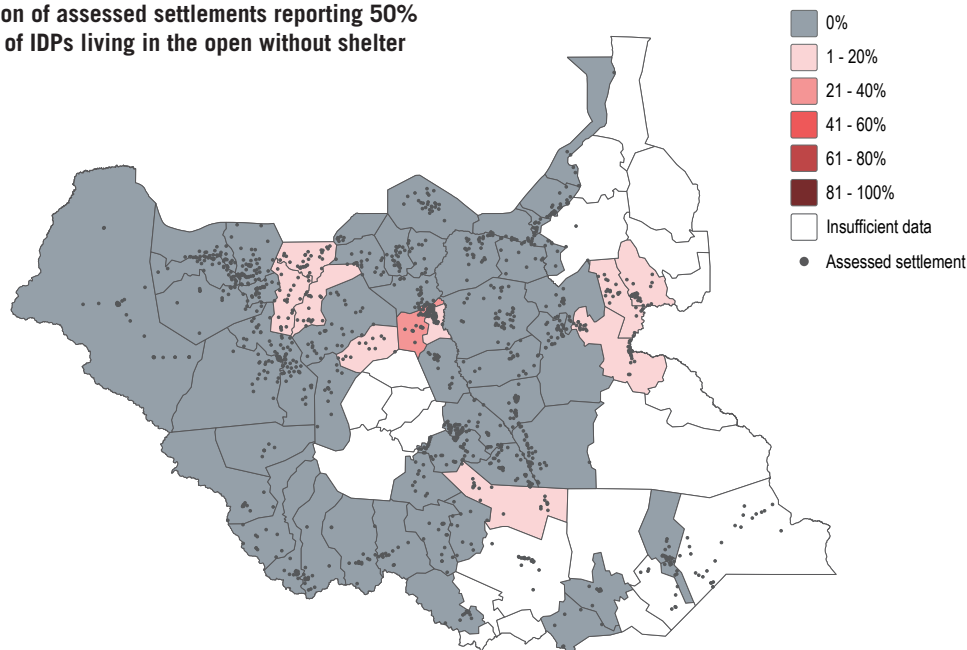 on of assessed settlements reporting 50%
of IDPs living in the open without shelter
0%
1 - 20%
21 - 40%
41 - 60%
61 - 80%
81 - 100%
Insufficient data
Assessed settlement